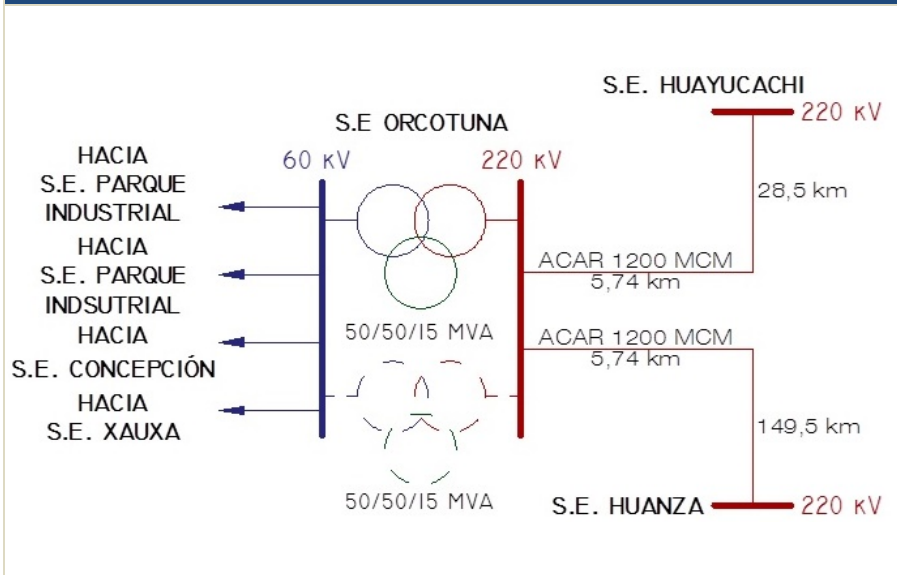 S.E. HUAYUCACHI
220 KV
S.E ORCOTUNA
60 KV
220 KV
HACIA
S.E. PARQUE
INDUSTRIAL
HACIA
S.E. PARQUE
INDSUTRIAL
HACIA
S.E. CONCEPCIÓN
HACIA
S.E. XAUXA
28,5 km
ACAR 1200 MCM
5,74 km
50/50/15 MVA
ACAR 1200 MCM
5,74 km
149,5 km
50/50/15 MVA
S.E. HUANZA
220 KV